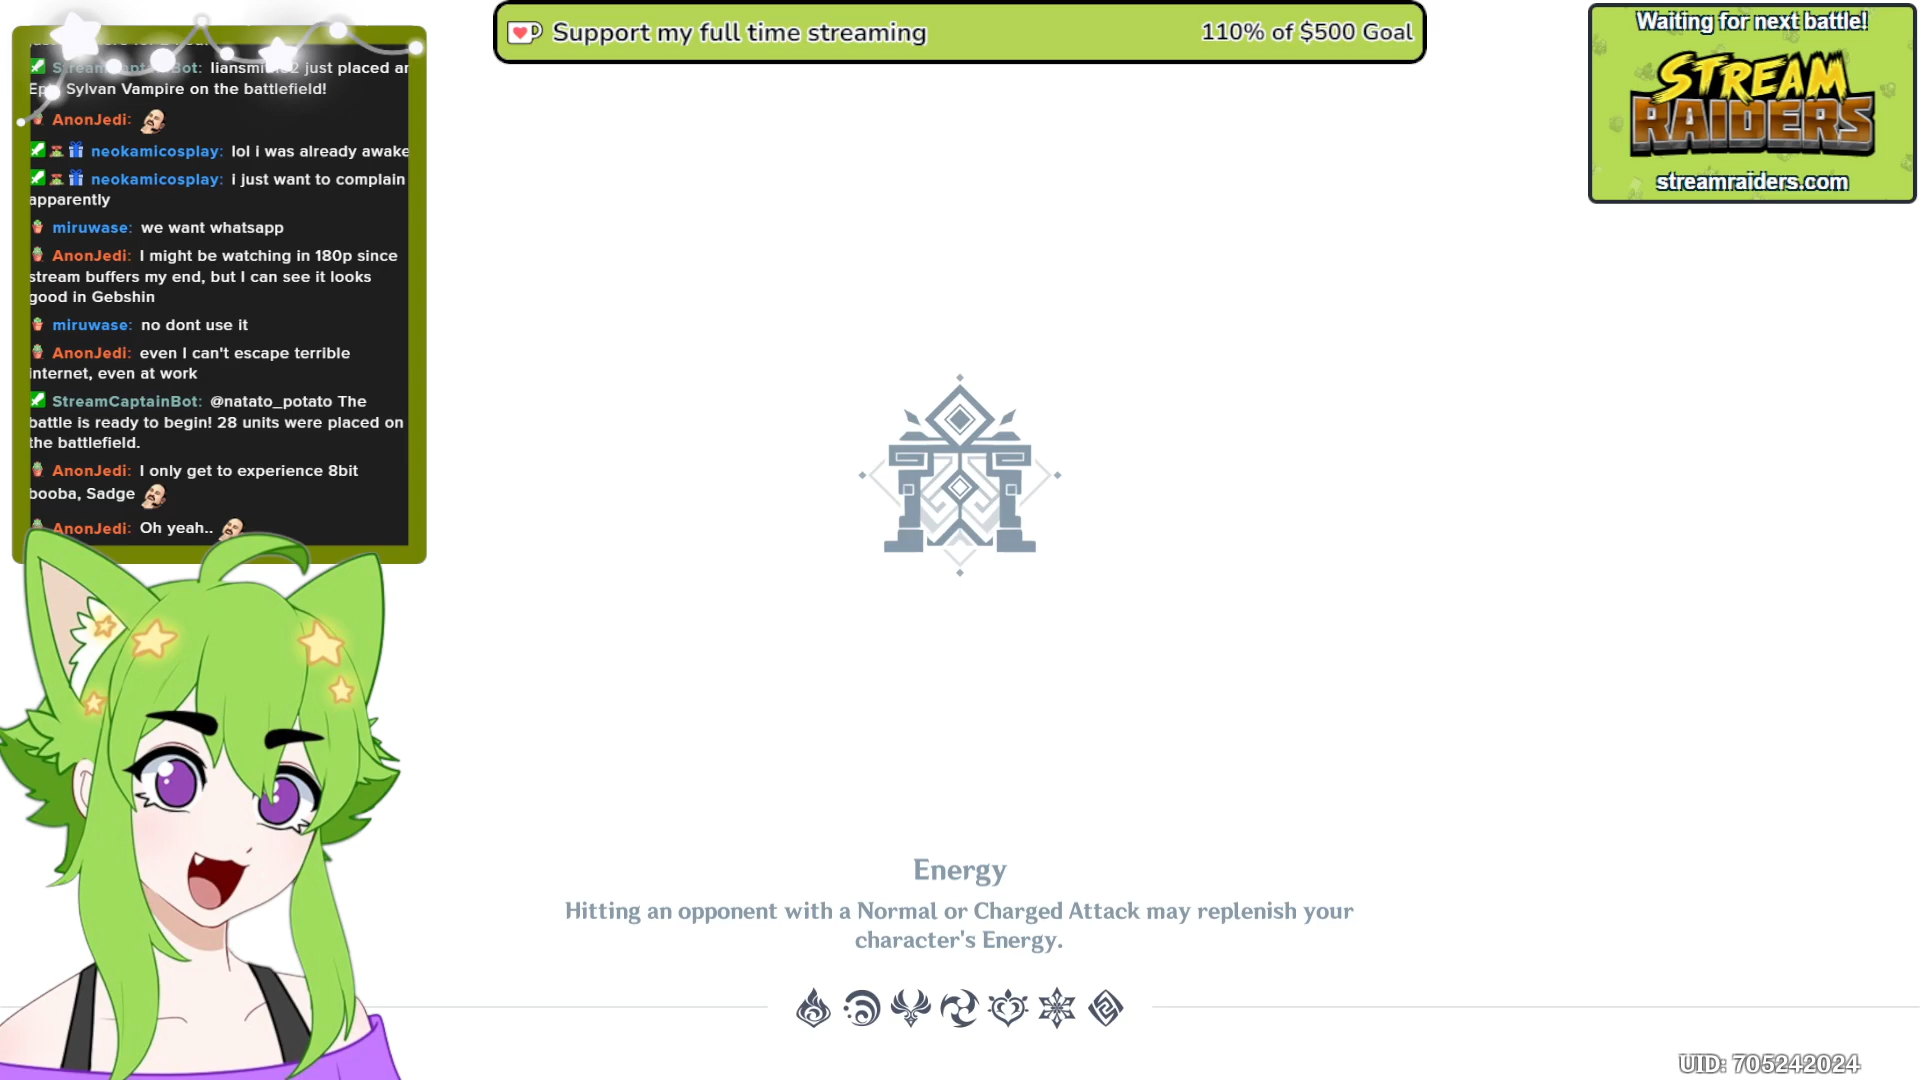 Support my full time streaming
110% of $500 Goal
Waiting for next battle!
STREAM
RAIDERS
streamraiders.com
StreamCaptainBot: liansmith02 just placed an
Epic Sylvan Vampire on the battlefield!
AnonJedi:
neokamicosplay: lol i was already awake
neokamicosplay: i just want to complain
apparently
miruwase: we want whatsapp
AnonJedi: I might be watching in 180p since
stream buffers my end, but I can see it looks
good in Gebshin
miruwase: no dont use it
AnonJedi: even I can't escape terrible
internet, even at work
StreamCaptainBot: @natato_potato The
battle is ready to begin! 28 units were placed on
the battlefield.
AnonJedi: I only get to experience 8bit
booba, Sadge
AnonJedi: Oh yeah..
Energy
Hitting an opponent with a Normal or Charged Attack may replenish your
character's Energy.
UID: 705242024